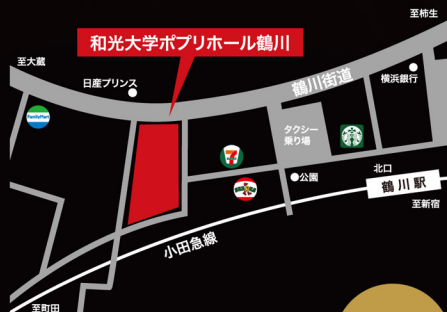 至柿生
和光大学ポプリホール鶴川
至大蔵
日産プリンス
鶴川街道
横浜銀行
FamilyMart
タクシー
乗り場
7
北口
公園
鶴川駅
至新宿
小田急線
至町田